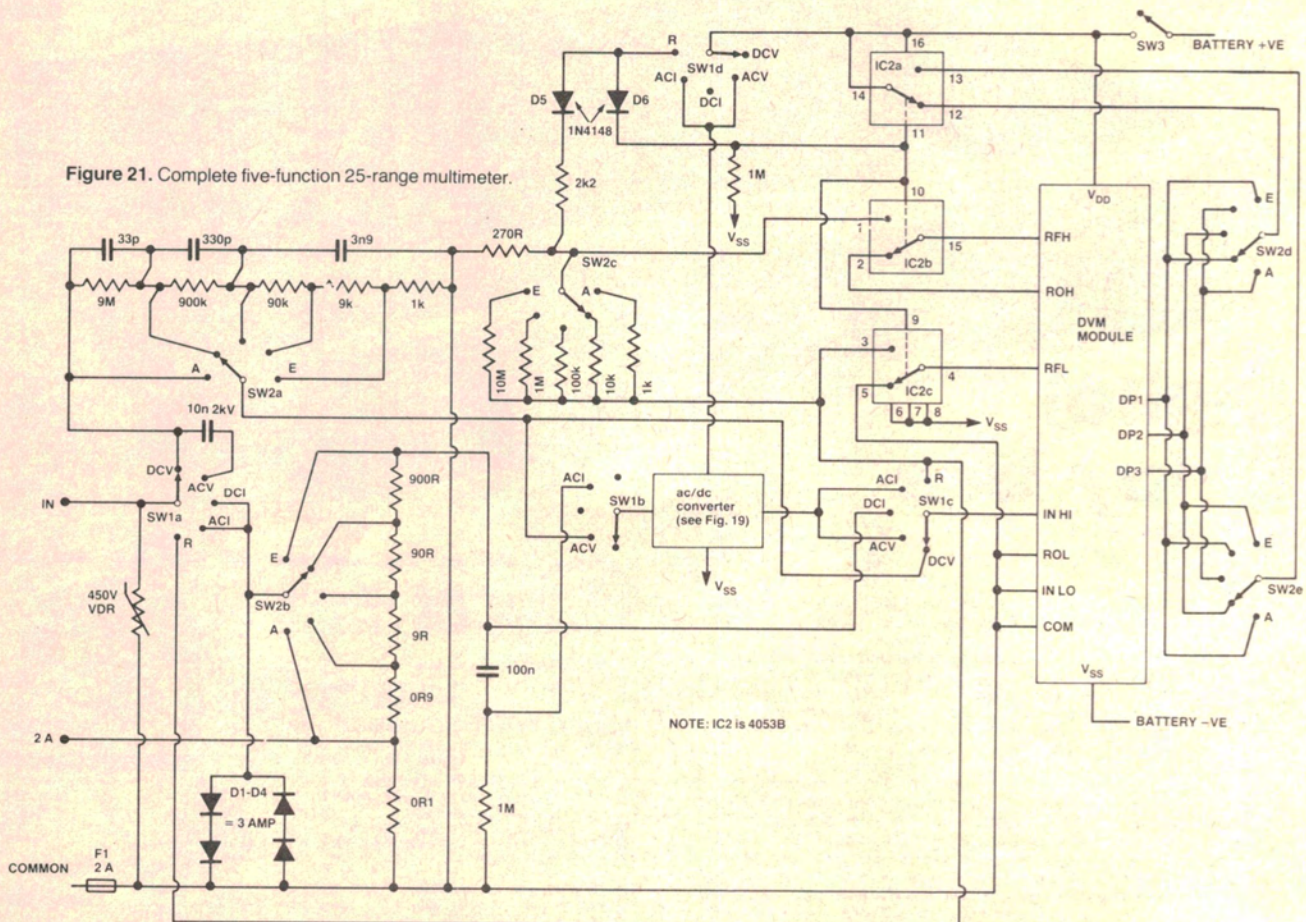 Figure 21. Complete five-function 25-range multimeter.
R
SW1d
DCV
ACI
ACV
DCI
D5
D6
1N4148
2k2
1M
VSS
16
IC2a
13
14
12
11
SW3
BATTERY +VE
33p
330p
3n9
270R
9M
900k
90k
9k
1k
SW2c
E
A
10M
1M
100k
10k
1k
10
1
15
2
IC2b
9
3
4
5
IC2c
6
7
8
VSS
VDD
RFH
ROH
DVM
MODULE
RFL
DP1
DP2
DP3
IN HI
ROL
IN LO
COM
VSS
BATTERY –VE
E
SW2d
A
E
SW2e
A
A
SW2a
E
10n 2kV
DCV
ACV
DCI
IN
SW1a
ACI
R
450V
VDR
E
SW2b
A
900R
90R
9R
0R9
0R1
100n
1M
ACI
SW1b
ACV
ac/dc
converter
(see Fig. 19)
VSS
ACI
R
DCI
SW1c
ACV
DCV
NOTE: IC2 is 4053B
2 A
D1-D4
= 3 AMP
COMMON
F1
2 A